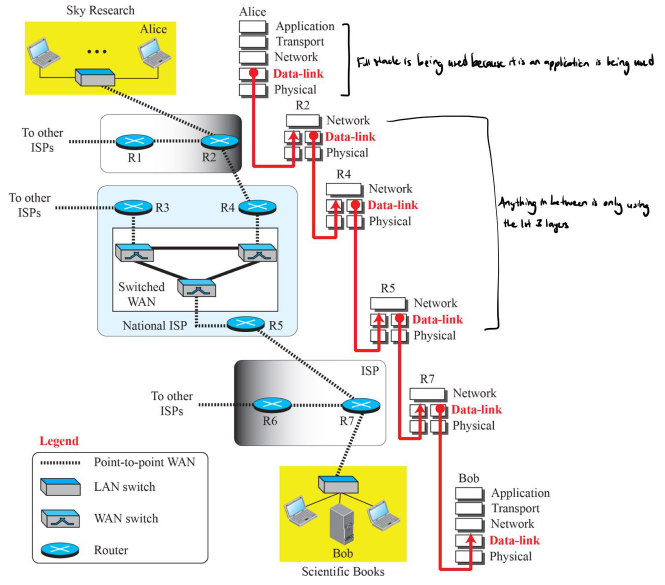 Sky Research
Alice
Alice
Application
Transport
Network
Data-link
Physical
Full stack is being used because it is an application is being used
R2
Network
Data-link
Physical
To other
ISPs
R1
R2
R4
Network
Data-link
Physical
Anything in between is only using
the 1st 3 layers
To other
ISPs
R3
R4
Switched
WAN
National ISP
R5
R5
Network
Data-link
Physical
ISP
To other
ISPs
R6
R7
R7
Network
Data-link
Physical
Legend
Point-to-point WAN
LAN switch
WAN switch
Router
Bob
Scientific Books
Bob
Application
Transport
Network
Data-link
Physical